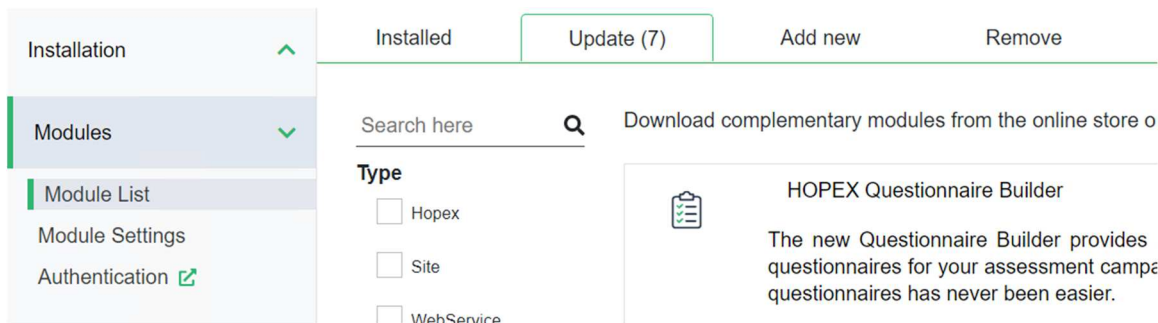 Installation
Installed
Update (7)
Add new
Remove
Modules
Search here
Download complementary modules from the online store o
Type
Module List
Hopex
HOPEX Questionnaire Builder
Module Settings
The new Questionnaire Builder provides
Authentication
Site
questionnaires for your assessment campa
questionnaires has never been easier.
WebService